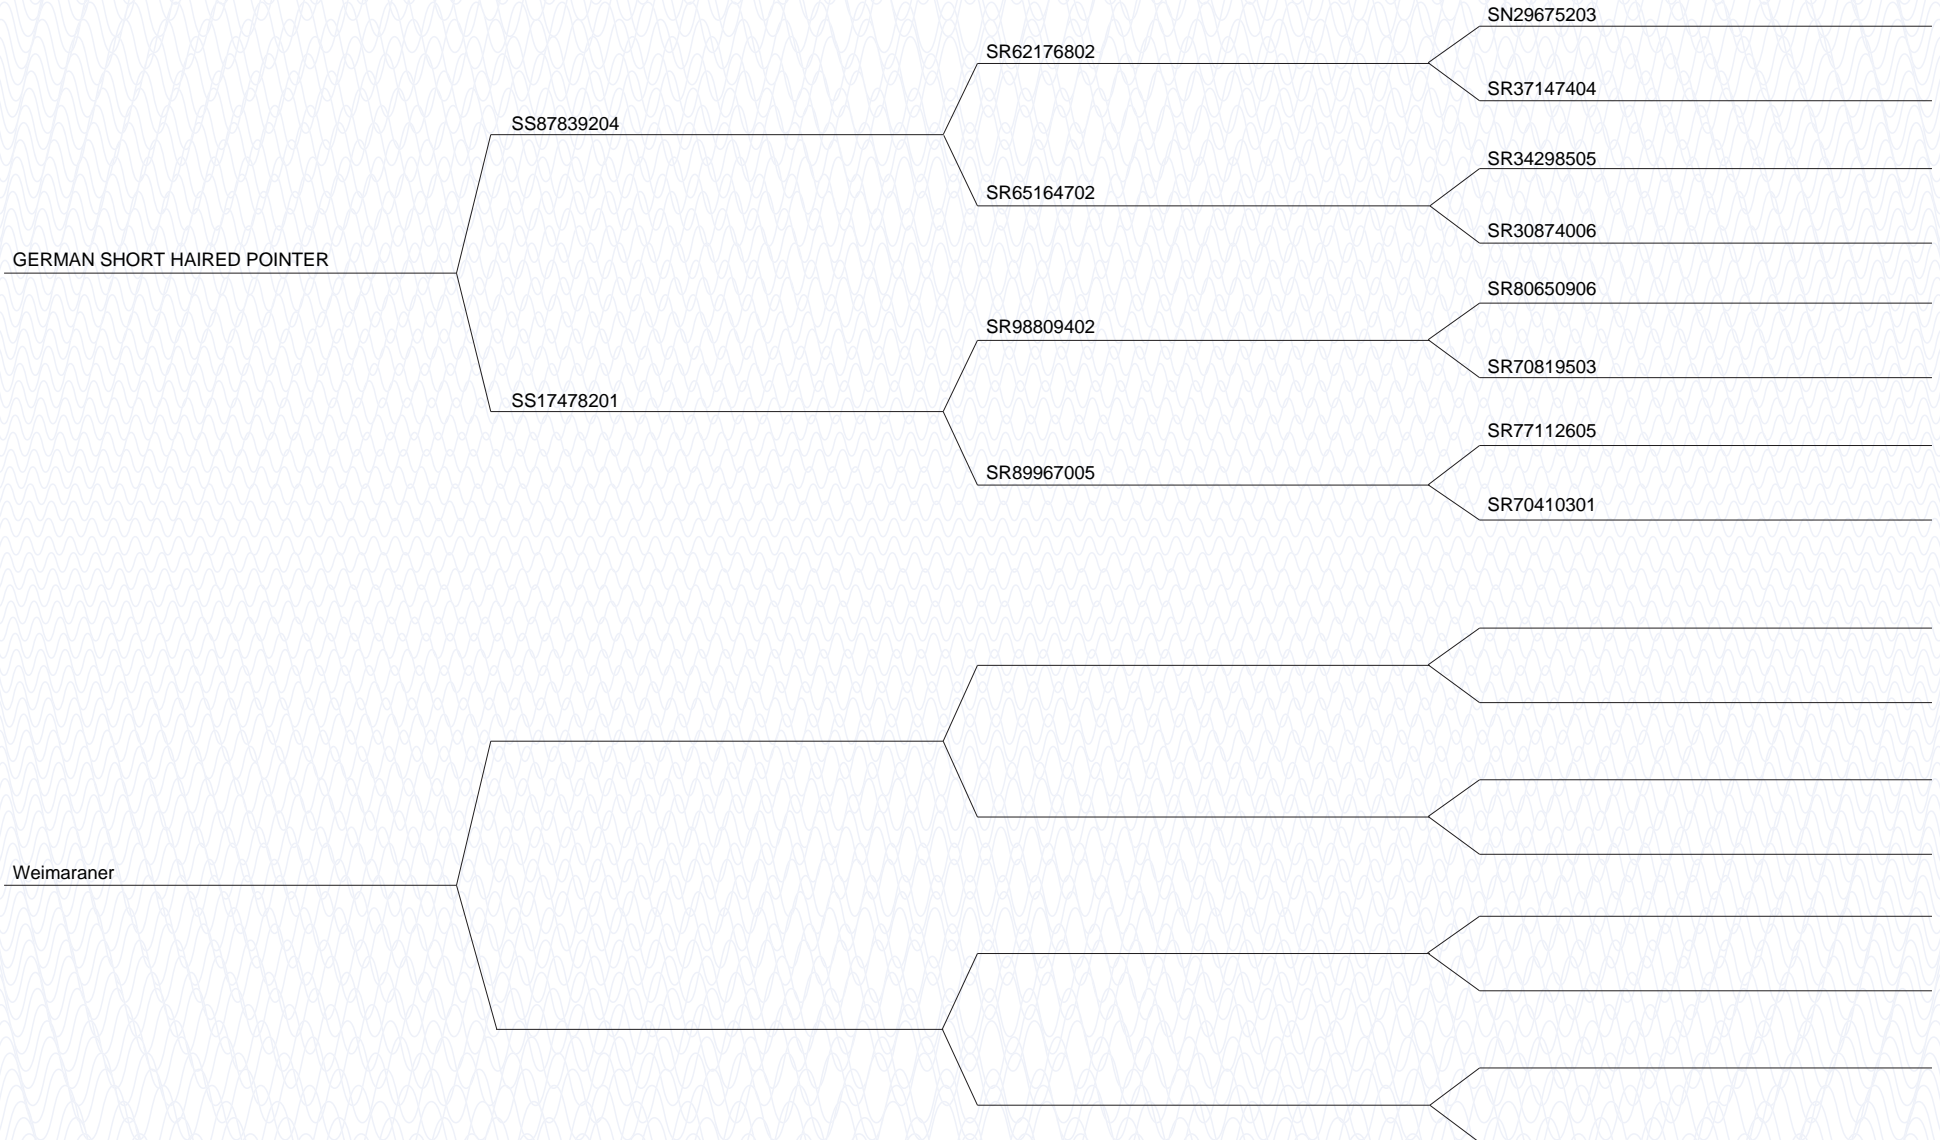 SN29675203
SR62176802
SR37147404
SS87839204
SR34298505
SR65164702
SR30874006
GERMAN SHORT HAIRED POINTER
SR80650906
SR98809402
SR70819503
SS17478201
SR77112605
SR89967005
SR70410301
Weimaraner